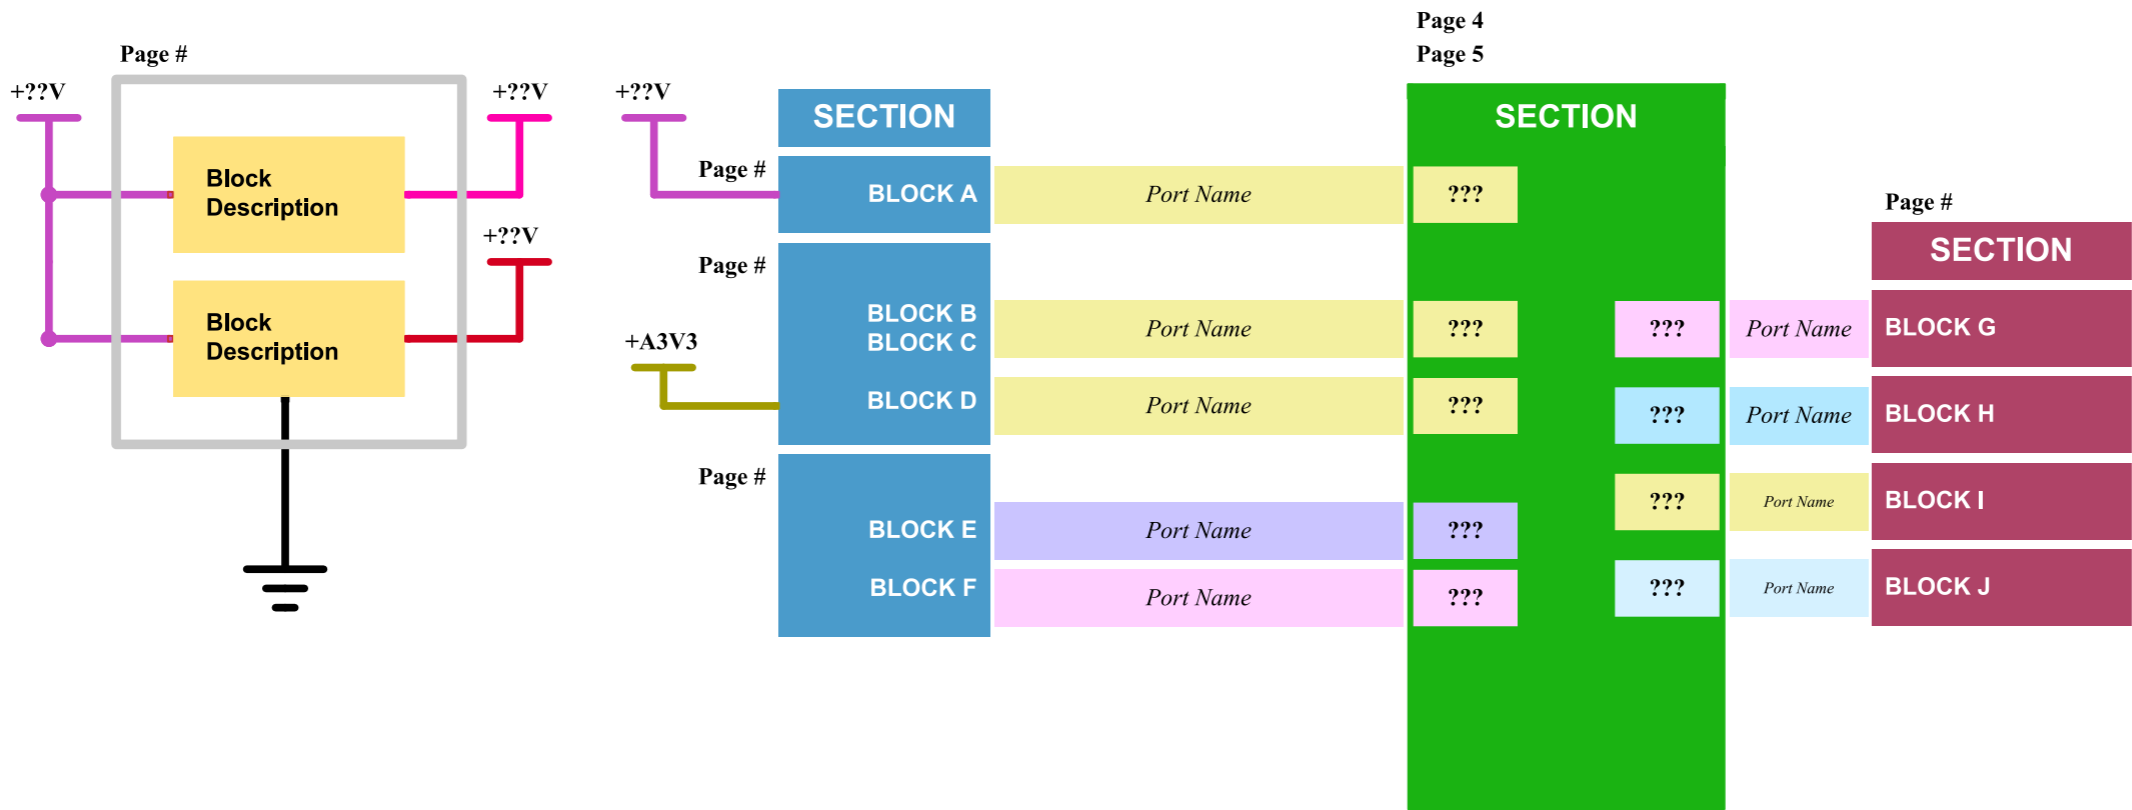 Page #
+??V
+??V
Block
Description
+??V
Block
Description
+??V
SECTION
Page #
BLOCK A
Port Name
???
Page #
BLOCK B
BLOCK C
Port Name
???
+A3V3
BLOCK D
Port Name
???
Page #
BLOCK E
Port Name
???
BLOCK F
Port Name
???
Page 4
Page 5
SECTION
Page #
SECTION
???
Port Name
BLOCK G
???
Port Name
BLOCK H
???
Port Name
BLOCK I
???
Port Name
BLOCK J